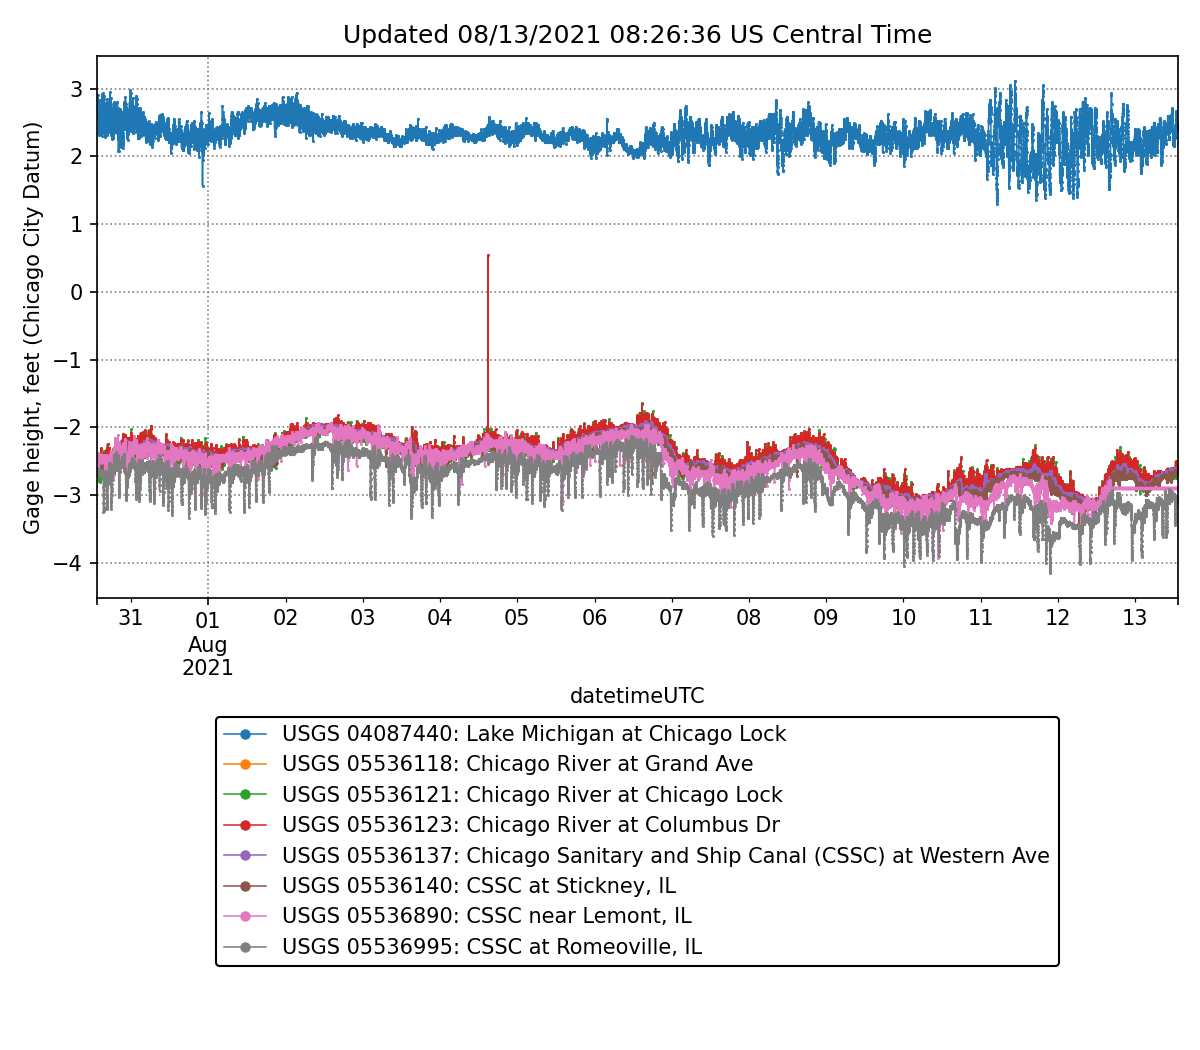 Updated 08/13/2021 08:26:36 US Central Time
Gage height, feet (Chicago City Datum)
3
2
1
0
−1
−2
−3
−4
31
01
Aug
2021
02
03
04
05
06
07
08
09
10
11
12
13
datetimeUTC
USGS 04087440: Lake Michigan at Chicago Lock
USGS 05536118: Chicago River at Grand Ave
USGS 05536121: Chicago River at Chicago Lock
USGS 05536123: Chicago River at Columbus Dr
USGS 05536137: Chicago Sanitary and Ship Canal (CSSC) at Western Ave
USGS 05536140: CSSC at Stickney, IL
USGS 05536890: CSSC near Lemont, IL
USGS 05536995: CSSC at Romeoville, IL